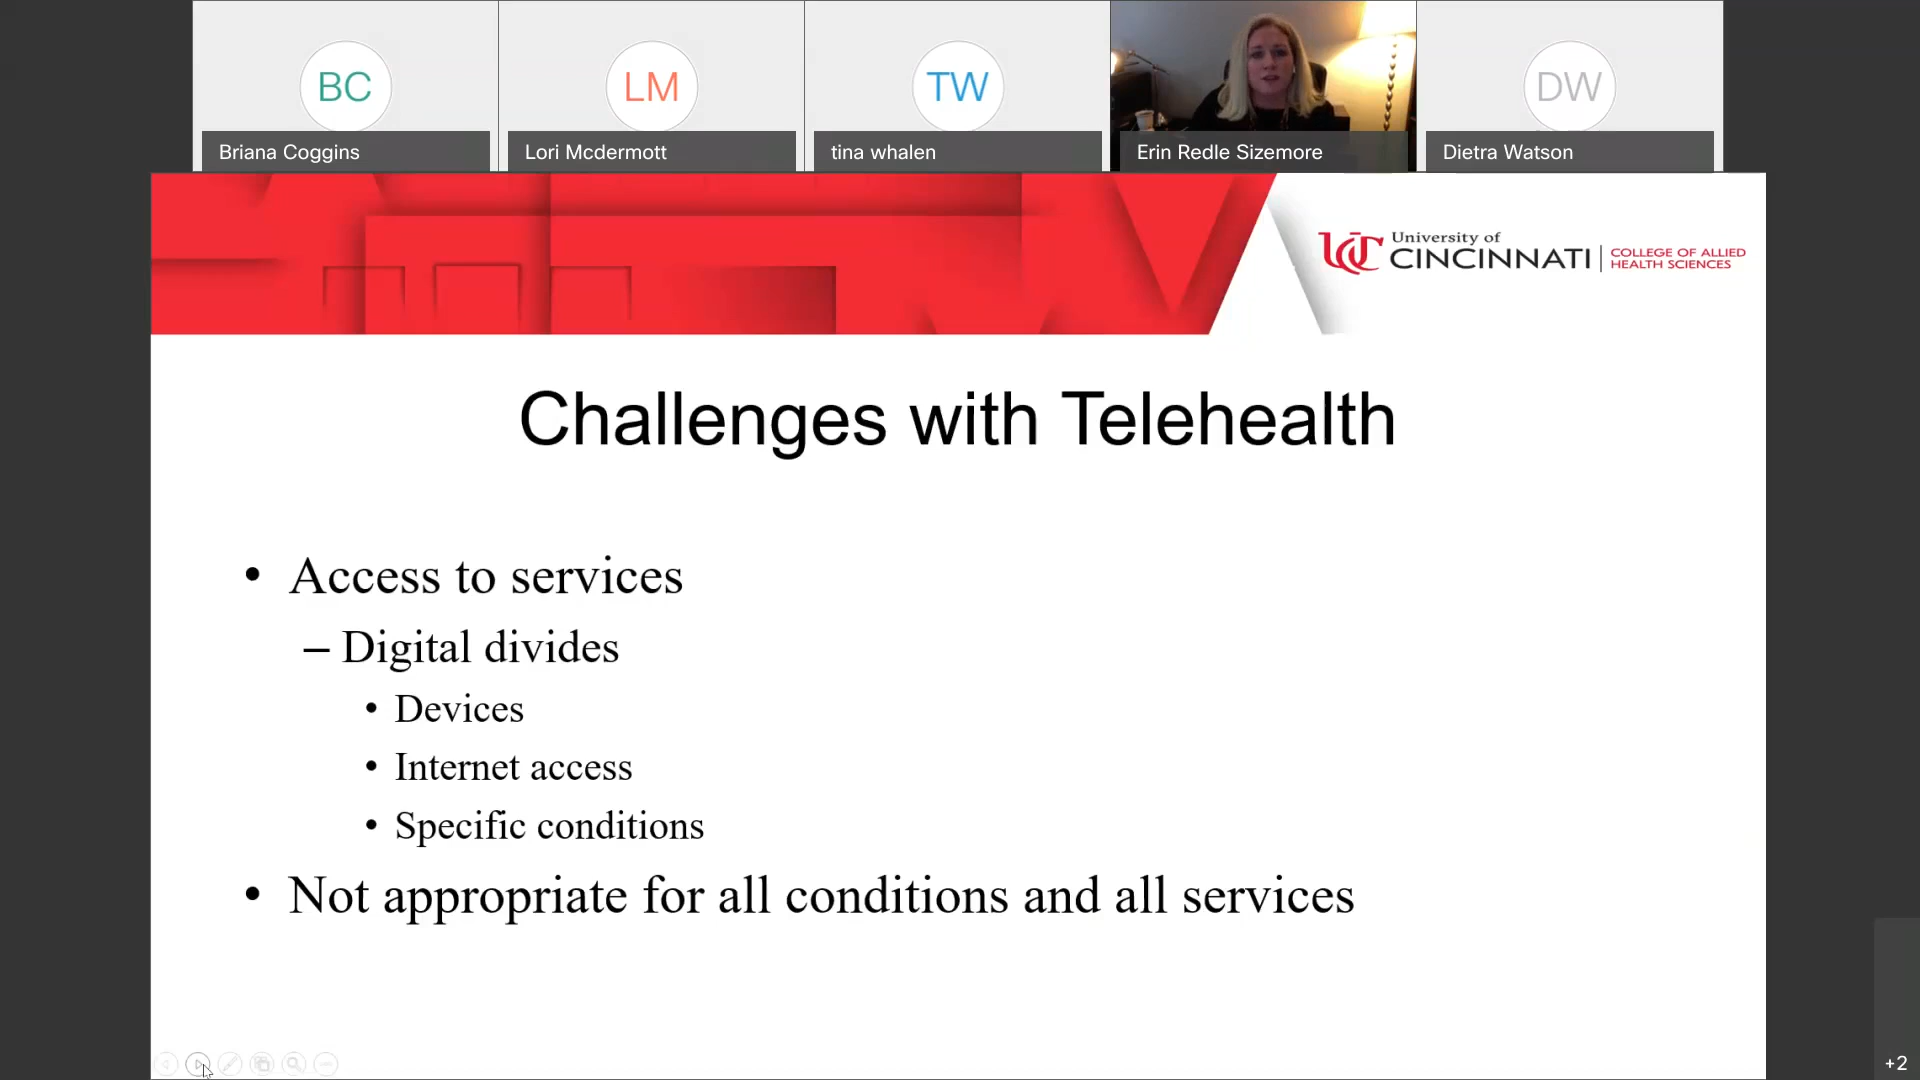 BC
LM
TW
DW
Briana Coggins
Lori Mcdermott
tina whalen
Erin Redle Sizemore
Dietra Watson
UC
University of
CINCINNATI
COLLEGE OF ALLIED
HEALTH SCIENCES
Challenges with Telehealth
• Access to services
– Digital divides
• Devices
• Internet access
• Specific conditions
• Not appropriate for all conditions and all services
+2